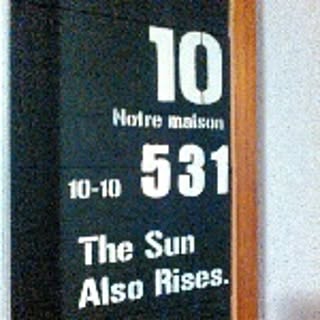 10
Notre maison
10-10 531
The Sun
Also Rises.